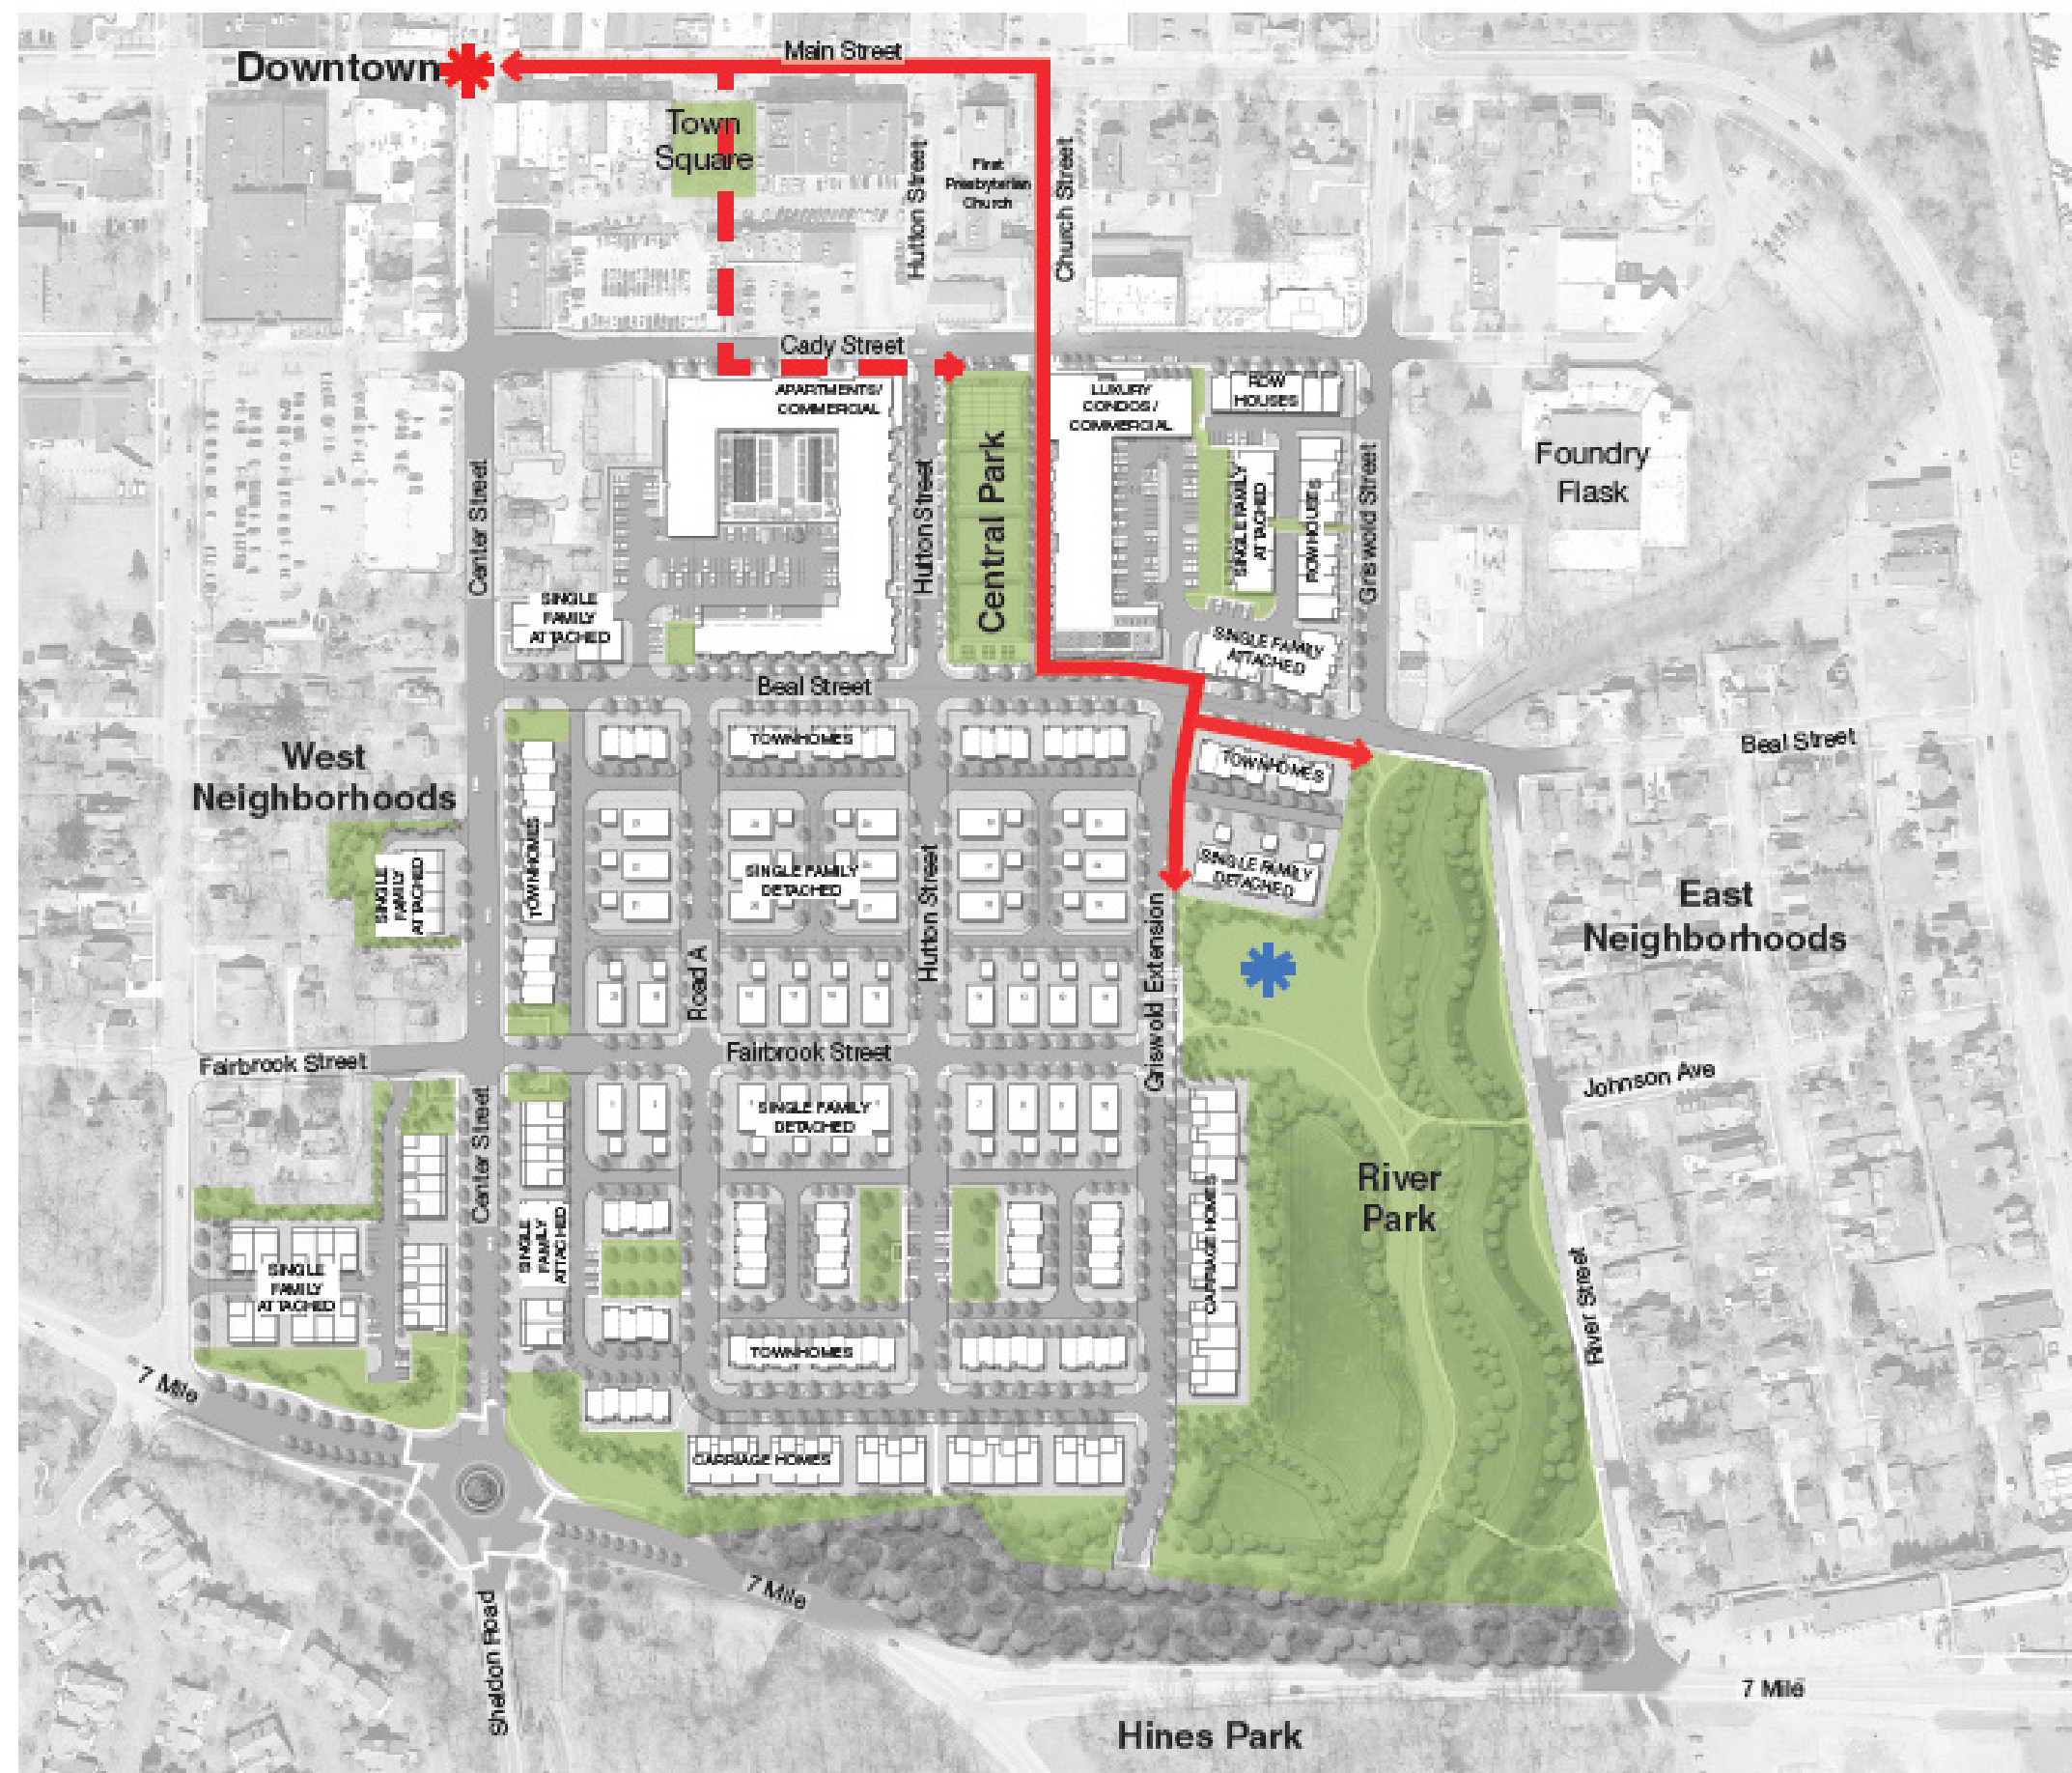 Main Street
Downtown
Town
Square
Hutton Street
First
Presbyterian
Church
Church Street
Cady Street
APARTMENTS/
COMMERCIAL
LUXURY
CONDOS/
COMMERCIAL
ROW
HOUSES
Center Street
Hutton Street
Central Park
SINGLE FAMILY
ATTACHED
ROWHOUSES
Griswold Street
Foundry
Flask
SINGLE
FAMILY
ATTACHED
SINGLE FAMILY
ATTACHED
Beal Street
West
Neighborhoods
TOWNHOMES
TOWNHOMES
Beal Street
SINGLE
FAMILY
ATTACHED
TOWNHOMES
SINGLE FAMILY
DETACHED
Hutton Street
SINGLE FAMILY
DETACHED
East
Neighborhoods
Road A
Griswold Extension
Fairbrook Street
Fairbrook Street
Johnson Ave
Center Street
SINGLE FAMILY
DETACHED
River
Park
SINGLE
FAMILY
ATTACHED
SINGLE
FAMILY
ATTACHED
CARRIAGE HOMES
River Street
TOWNHOMES
7 Mile
CARRIAGE HOMES
7 Mile
Sheldon Road
7 Mile
Hines Park